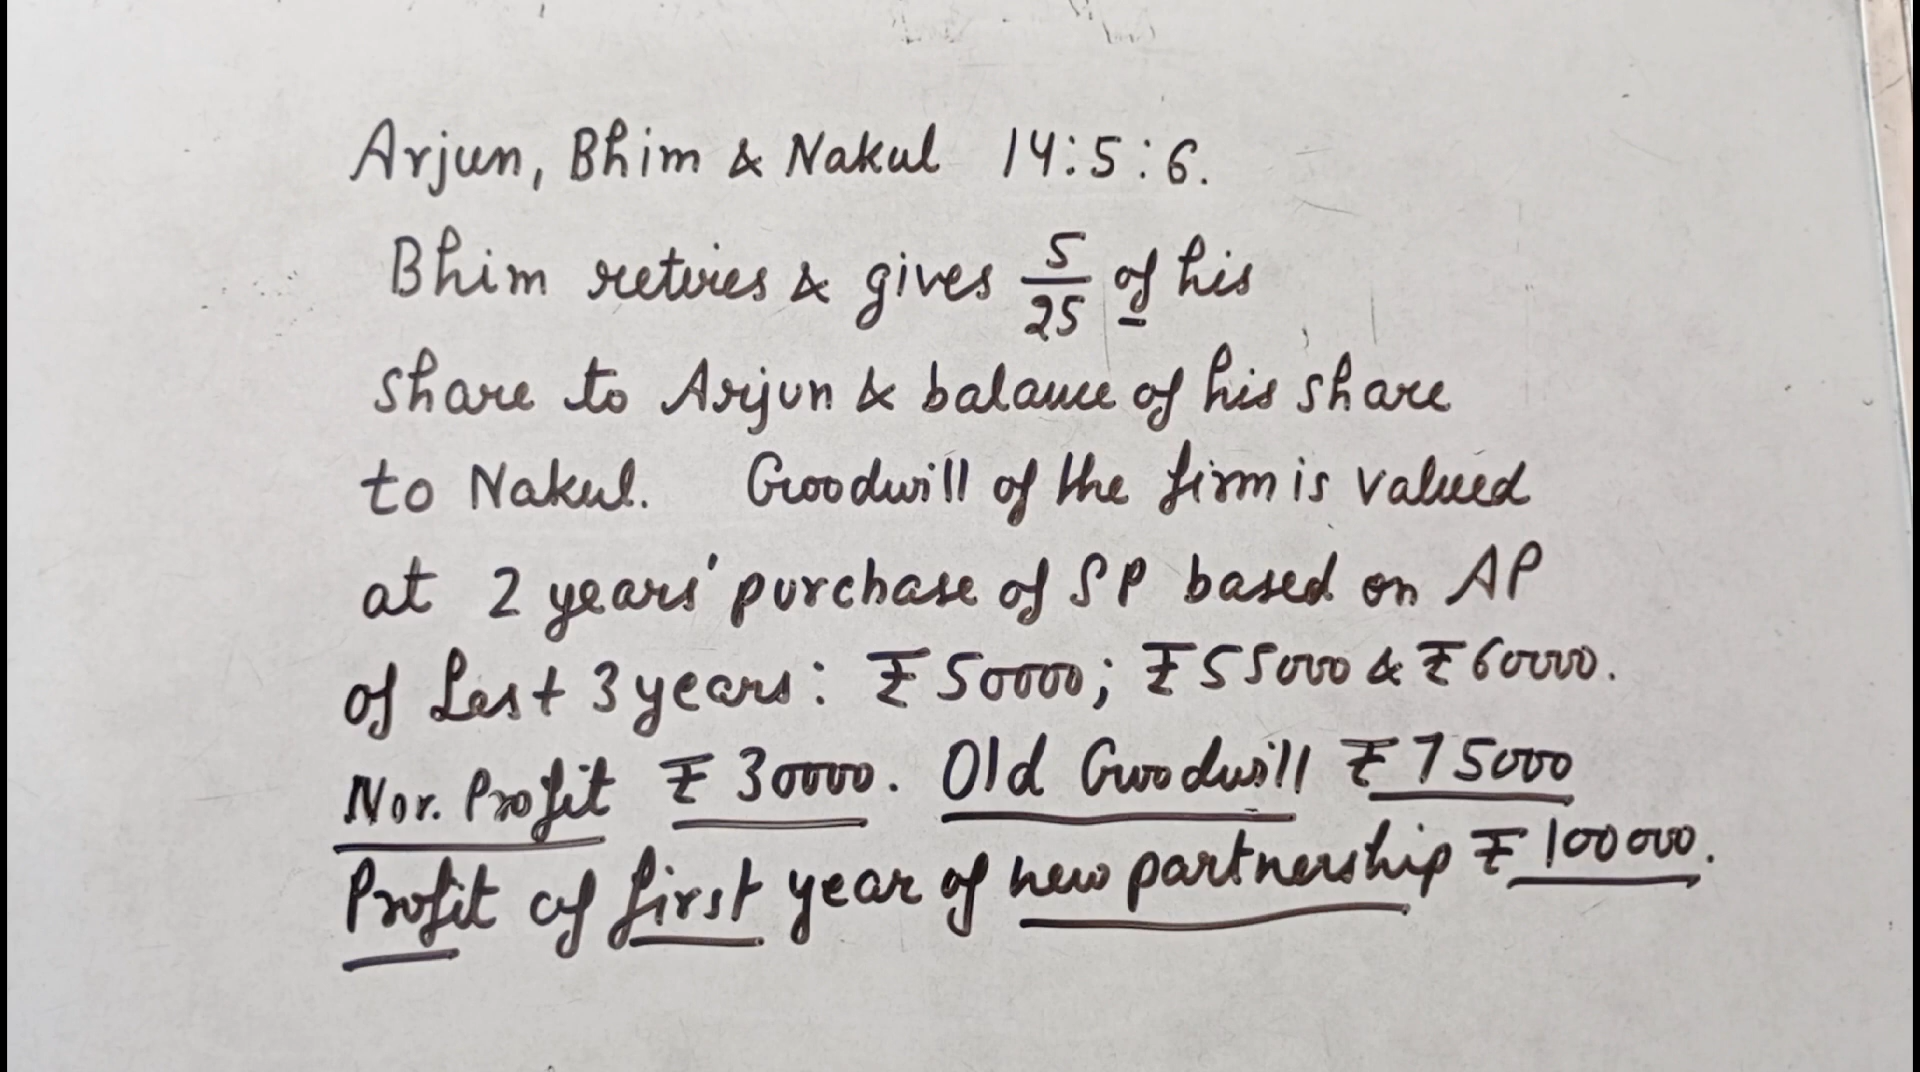 Arjun, Bhim & Nakul 14:5:6.
Bhim retires & gives 5/25 of his
share to Arjun & balance of his share
to Nakul. Goodwill of the firm is valued
at 2 years' purchase of SP based on AP
of Last 3 years: ₹50000; ₹55000 & ₹60000.
Nor. Profit ₹ 30000. Old Goodwill ₹75000
Profit of first year of new partnership ₹100000.